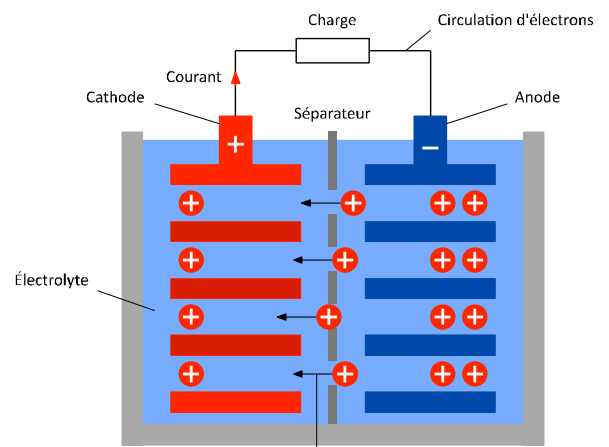 Charge
Circulation d'électrons
Courant
Cathode
Séparateur
Anode
+
−
+ + + +
+ + + +
+ + + +
Électrolyte
+ + + +